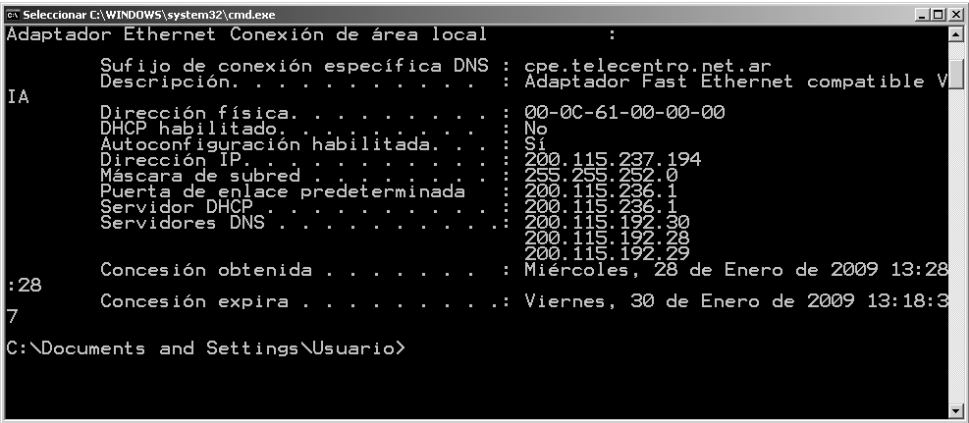 Seleccionar C:\WINDOWS\system32\cmd.exe
Adaptador Ethernet Conexión de área local :
Sufijo de conexión específica DNS : cpe.telecentro.net.ar
Descripción. . . . . . . . . . . : Adaptador Fast Ethernet compatible V
IA
Dirección física. . . . . . . . . : 00-0C-61-00-00-00
DHCP habilitado. . . . . . . . . : No
Autoconfiguración habilitada. . . : Sí
Dirección IP. . . . . . . . . . . : 200.115.237.194
Máscara de subred . . . . . . . . : 255.255.252.0
Puerta de enlace predeterminada : 200.115.236.1
Servidor DHCP . . . . . . . . . . : 200.115.236.1
Servidores DNS . . . . . . . . . .: 200.115.192.30
200.115.192.28
200.115.192.29
Concesión obtenida . . . . . . . : Miércoles, 28 de Enero de 2009 13:28
:28
Concesión expira . . . . . . . . .: Viernes, 30 de Enero de 2009 13:18:3
7
C:\Documents and Settings\Usuario>